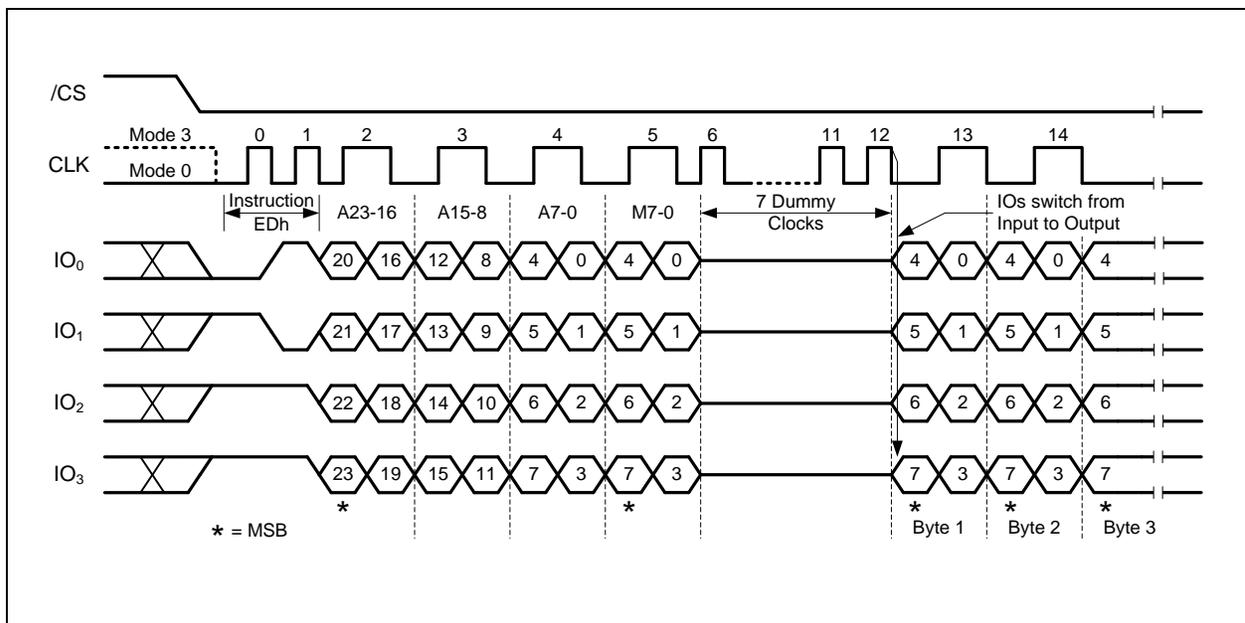 /CS
Mode 3 0 1 2 3 4 5 6 11 12 13 14
CLK
Mode 0
Instruction A23-16 A15-8 A7-0 M7-0 7 Dummy IOs switch from
EDh Clocks Input to Output
IO0 20 16 12 8 4 0 4 0 4 0 4 0 4
IO1 21 17 13 9 5 1 5 1 5 1 5 1 5
IO2 22 18 14 10 6 2 6 2 6 2 6 2 6
IO3 23 19 15 11 7 3 7 3 7 3 7 3 7
* * * * *
* = MSB Byte 1 Byte 2 Byte 3